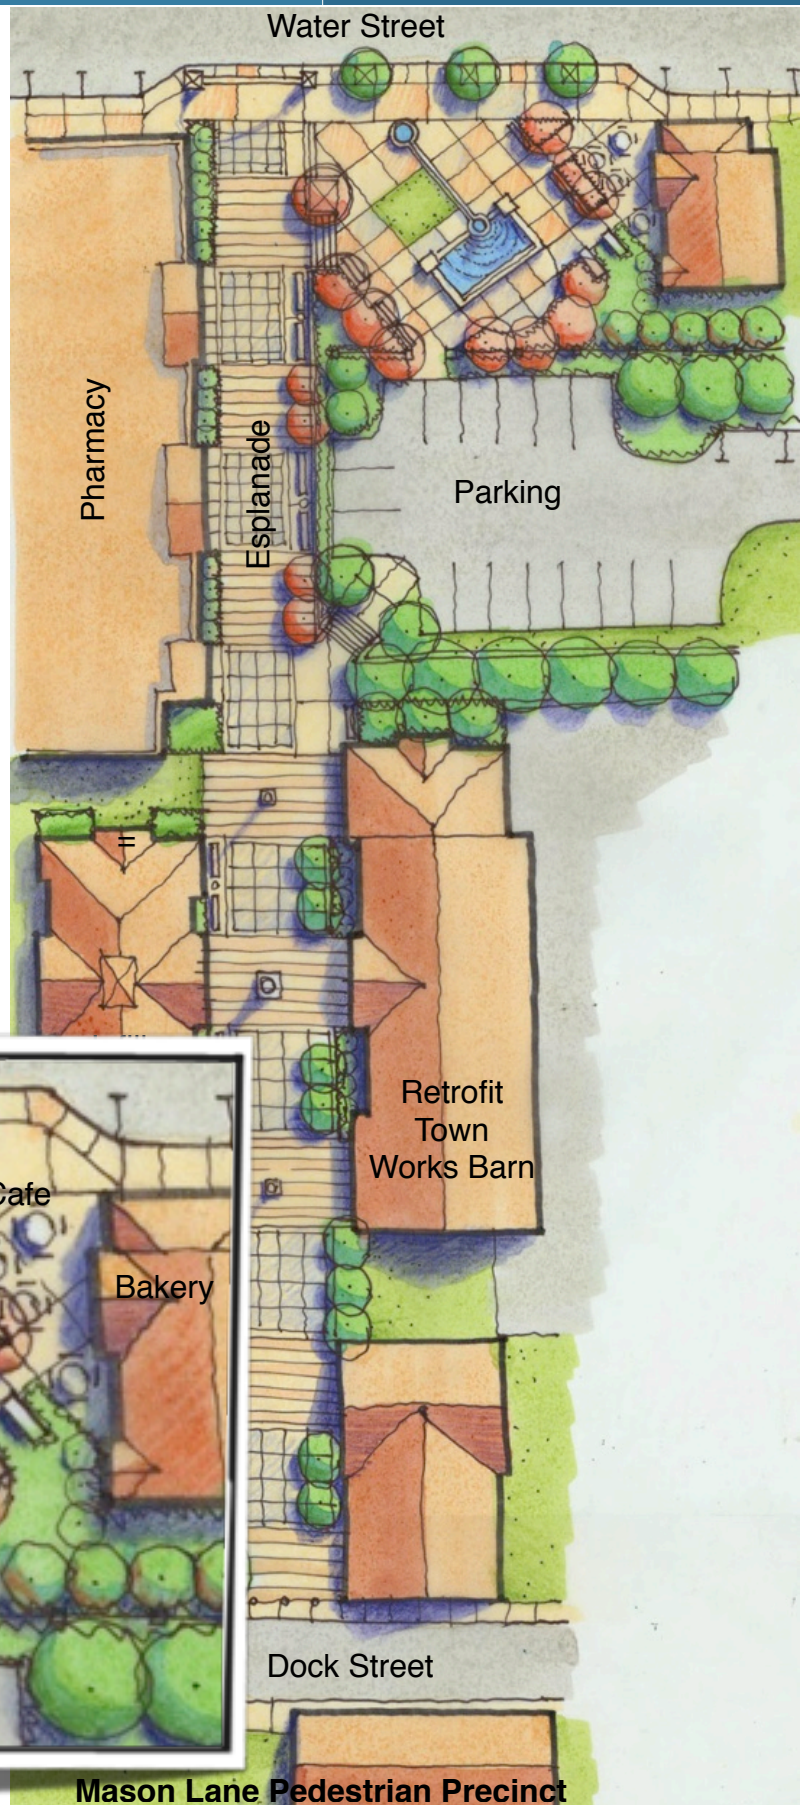 Water Street
Pharmacy
Esplanade
Parking
Retrofit
Town
Works Barn
Cafe
Bakery
Dock Street
Mason Lane Pedestrian Precinct